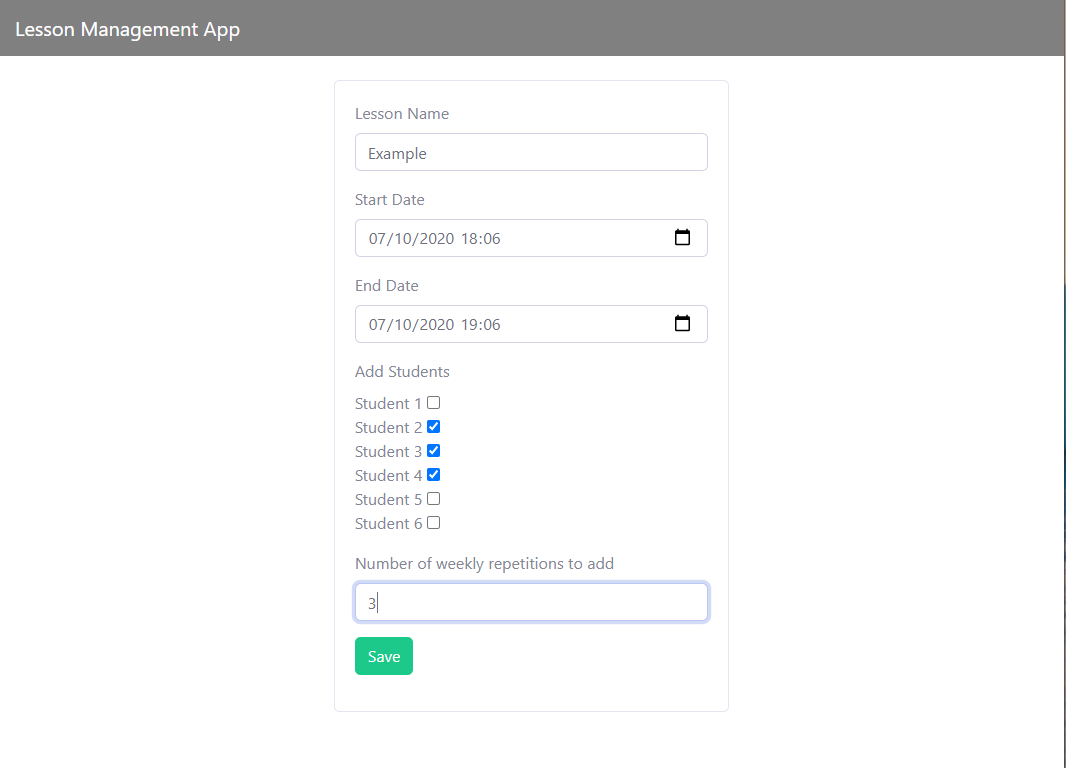 Lesson Management App
Lesson Name
Example
Start Date
07/10/2020 18:06
End Date
07/10/2020 19:06
Add Students
Student 1
Student 2
Student 3
Student 4
Student 5
Student 6
Number of weekly repetitions to add
3
Save